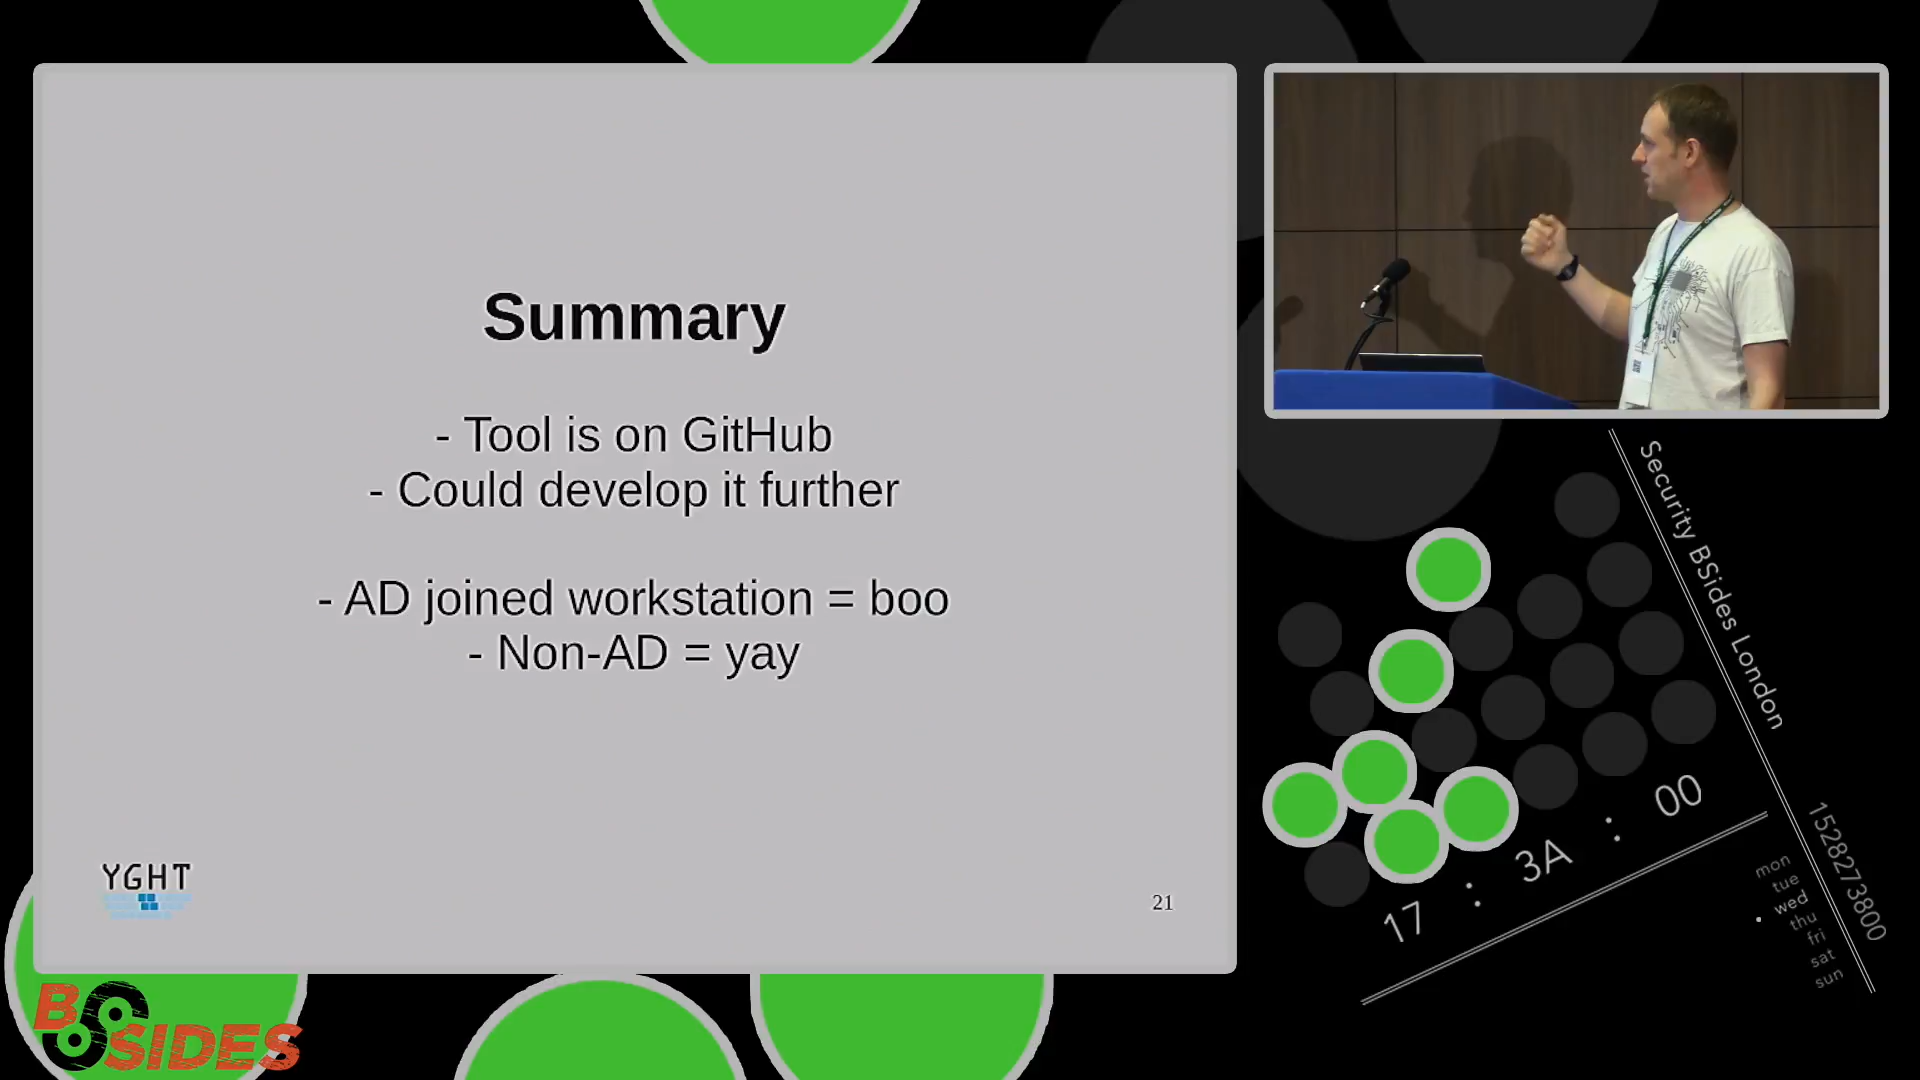 Summary
- Tool is on GitHub
- Could develop it further
- AD joined workstation = boo
- Non-AD = yay
YGHT
21
BSIDES
Security BSides London
17 : 3A : 00
1528273800
mon
tue
wed
thu
fri
sat
sun